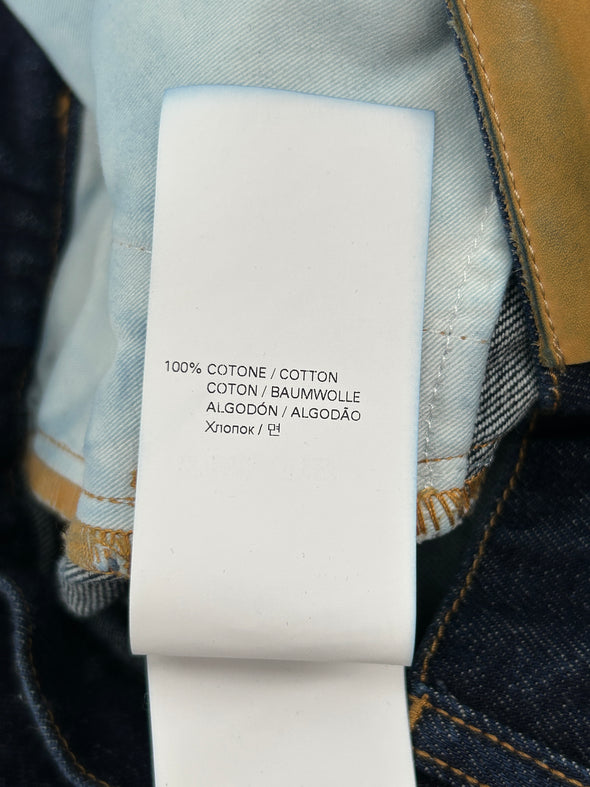 100% COTONE / COTTON
COTON / BAUMWOLLE
ALGODÓN / ALGODÃO
Хлопок / 면